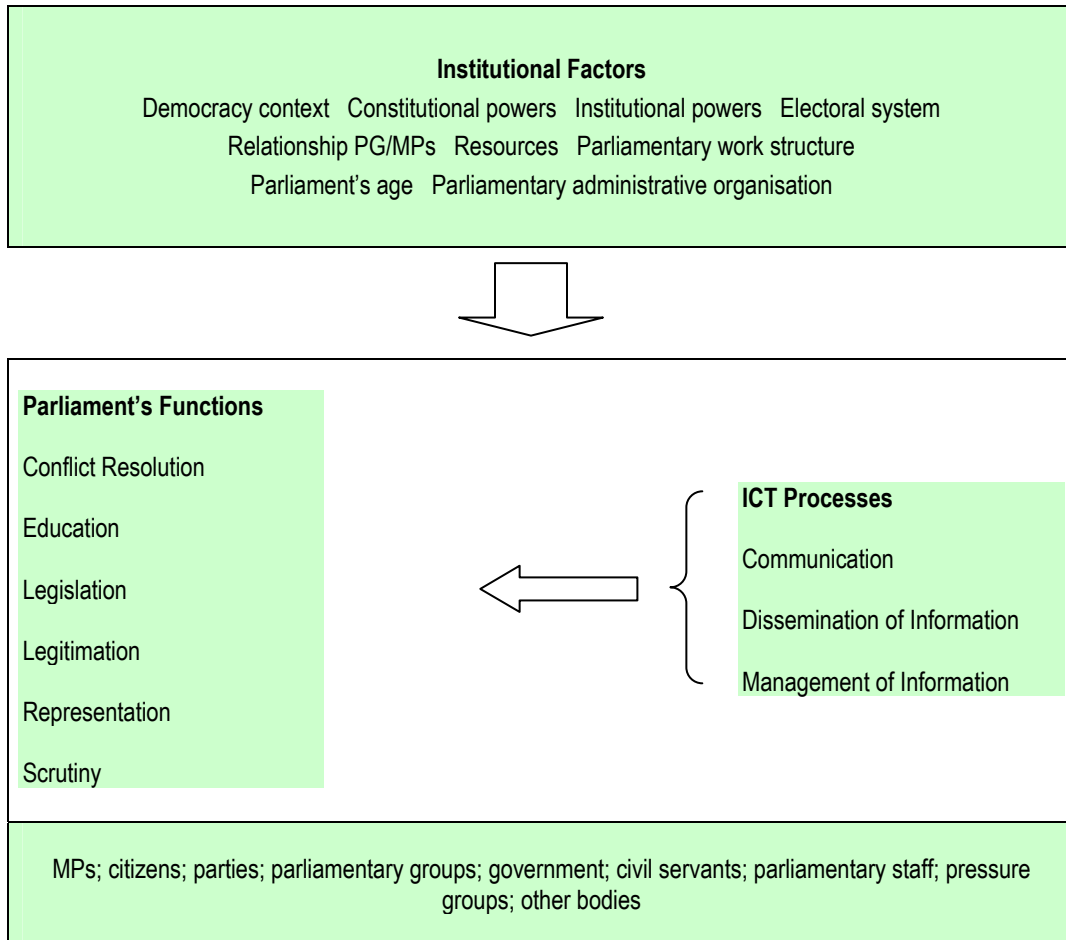 Institutional Factors
Democracy context Constitutional powers Institutional powers Electoral system
Relationship PG/MPs Resources Parliamentary work structure
Parliament's age Parliamentary administrative organisation
Parliament's Functions
Conflict Resolution
Education
Legislation
Legitimation
Representation
Scrutiny
ICT Processes
Communication
Dissemination of Information
Management of Information
MPs; citizens; parties; parliamentary groups; government; civil servants; parliamentary staff; pressure
groups; other bodies